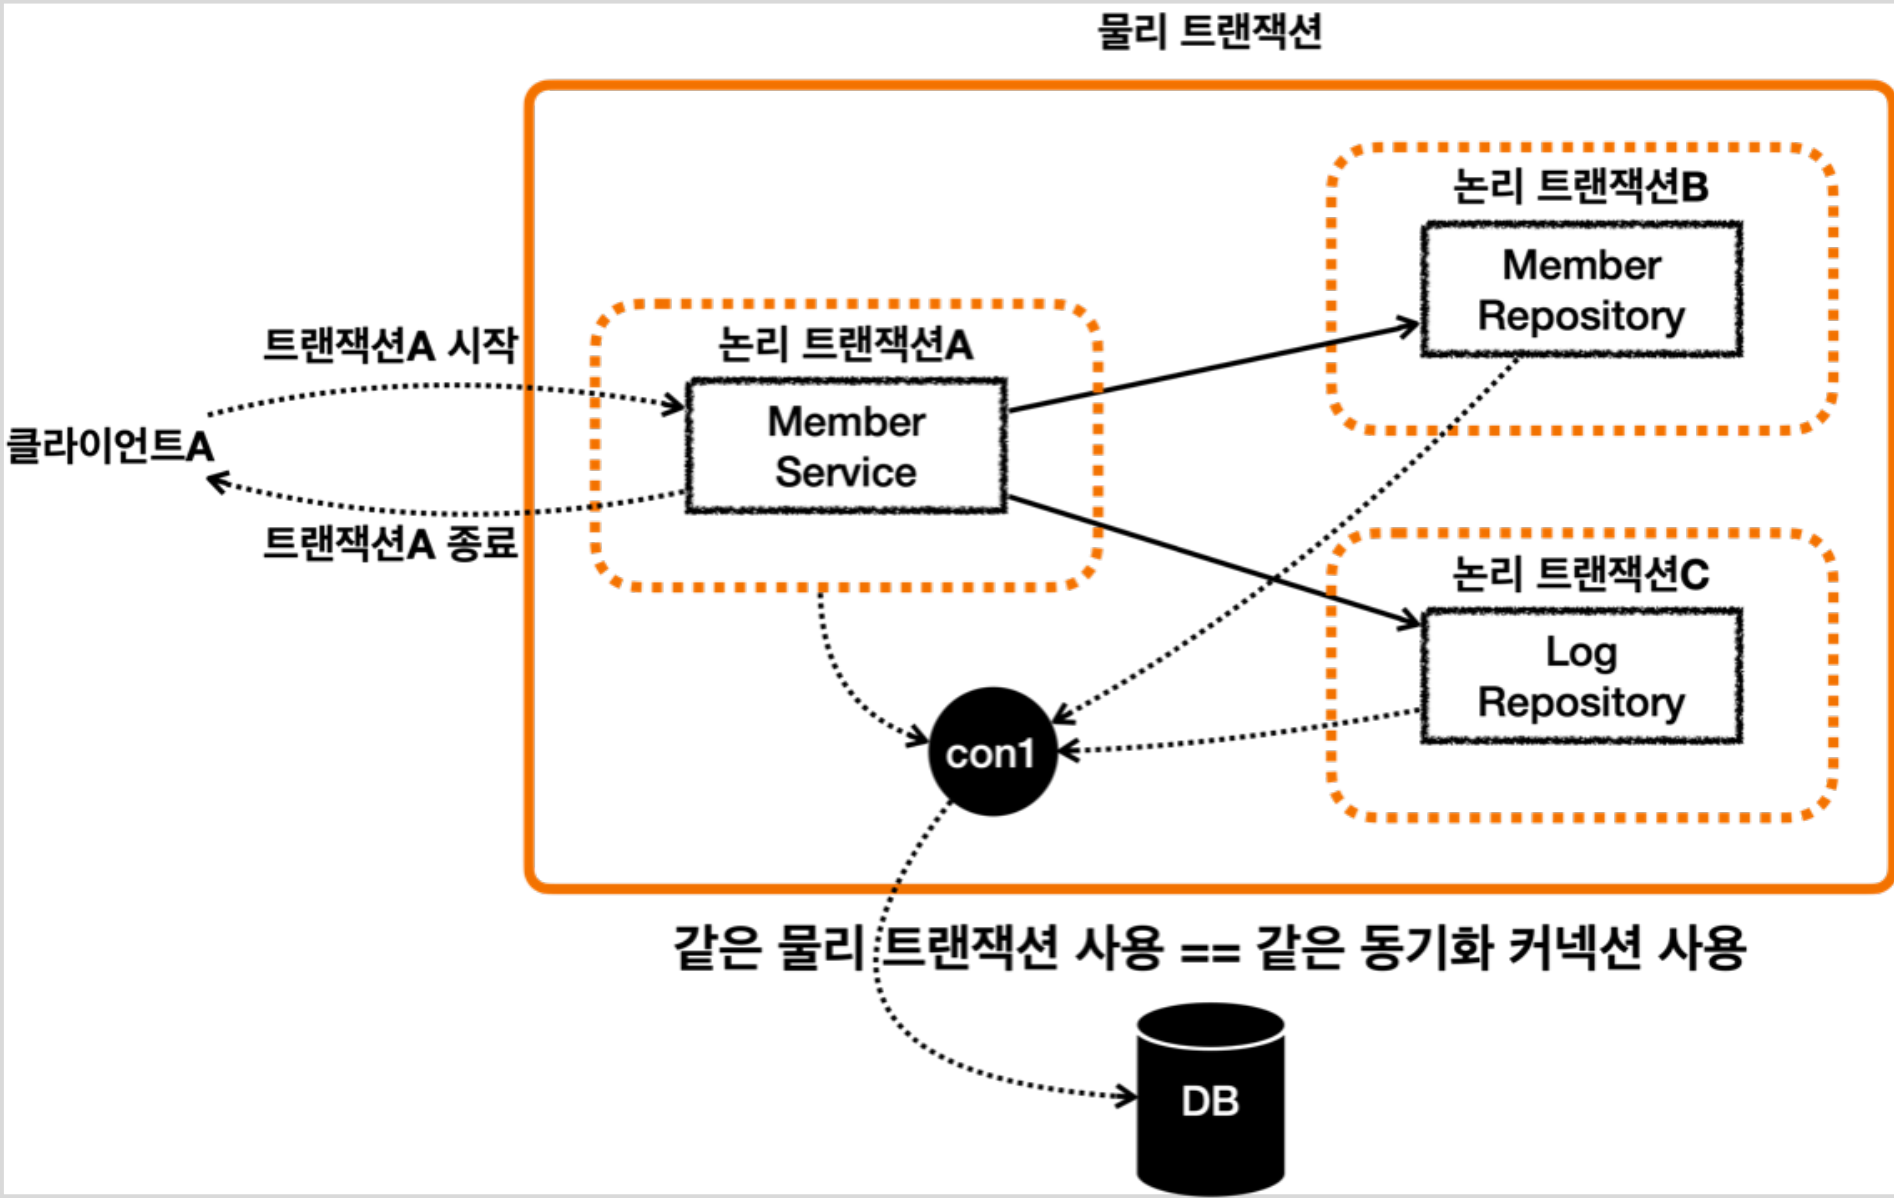 물리 트랜잭션
논리 트랜잭션B
Member
Repository
트랜잭션A 시작
논리 트랜잭션A
Member
Service
클라이언트A
트랜잭션A 종료
논리 트랜잭션C
Log
Repository
con1
같은 물리 트랜잭션 사용 == 같은 동기화 커넥션 사용
DB